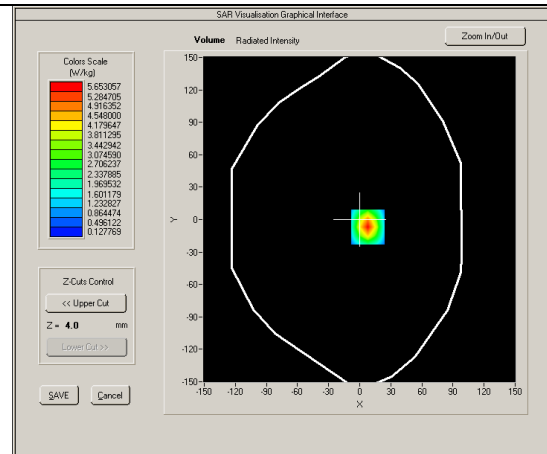 SAR Visualisation Graphical Interface
Volume Radiated Intensity
Zoom In/Out
Colors Scale
(W/kg)
5.653057
5.284705
4.916352
4.548000
4.179647
3.811295
3.442942
3.074590
2.706237
2.337885
1.969532
1.601179
1.232827
0.864474
0.496122
0.127769
Z-Cuts Control
<< Upper Cut
Z = 4.0 mm
Lower Cut >>
SAVE Cancel
150
120
90
60
30
0
-30
-60
-90
-120
-150
Y
-150 -120 -90 -60 -30 0 30 60 90 120 150
X